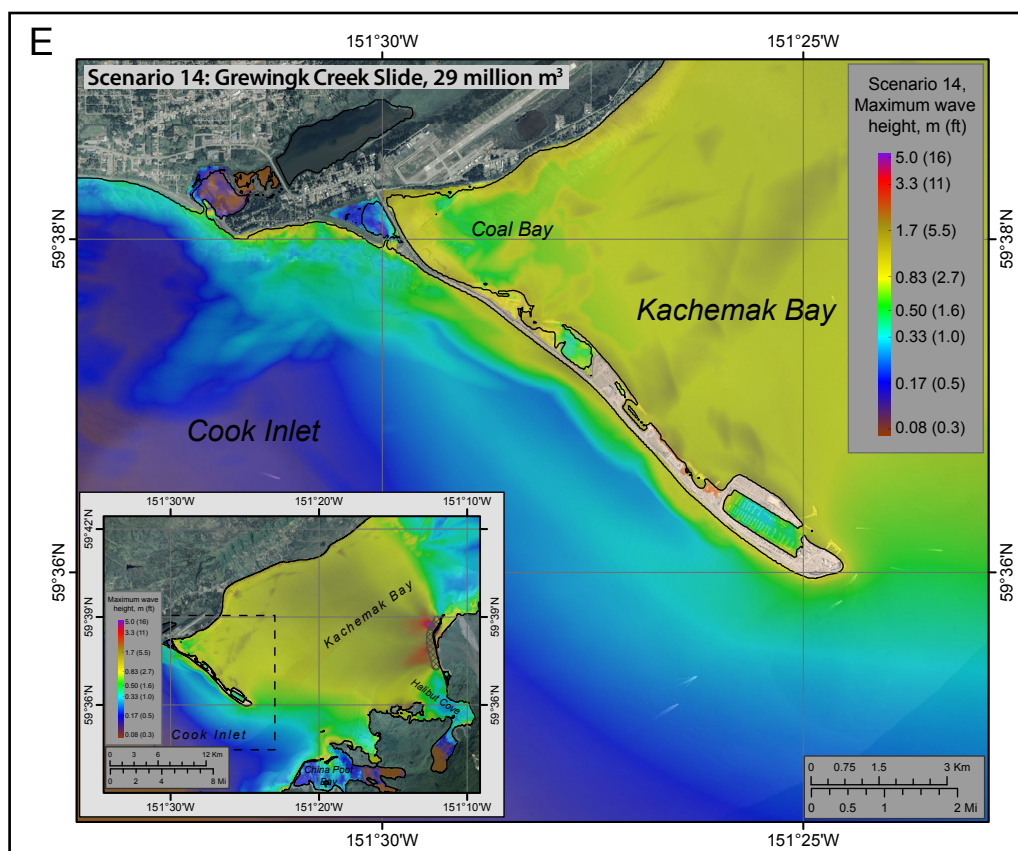 E
151°30'W
151°25'W
Scenario 14: Grewingk Creek Slide, 29 million m³
Scenario 14,
Maximum wave
height, m (ft)
5.0 (16)
3.3 (11)
1.7 (5.5)
0.83 (2.7)
0.50 (1.6)
0.33 (1.0)
0.17 (0.5)
0.08 (0.3)
59°38'N
59°38'N
Coal Bay
Kachemak Bay
Cook Inlet
59°36'N
59°36'N
151°30'W
151°20'W
151°10'W
59°42'N
59°42'N
59°39'N
59°39'N
59°36'N
59°36'N
Maximum wave
height, m (ft)
5.0 (16)
3.3 (11)
1.7 (5.5)
0.83 (2.7)
0.50 (1.6)
0.33 (1.0)
0.17 (0.5)
0.08 (0.3)
Kachemak Bay
Halibut Cove
Cook Inlet
China Poot
Bay
0 3 6 12 Km
0 2 4 8 Mi
151°30'W
151°20'W
151°10'W
0 0.75 1.5 3 Km
0 0.5 1 2 Mi
151°30'W
151°25'W